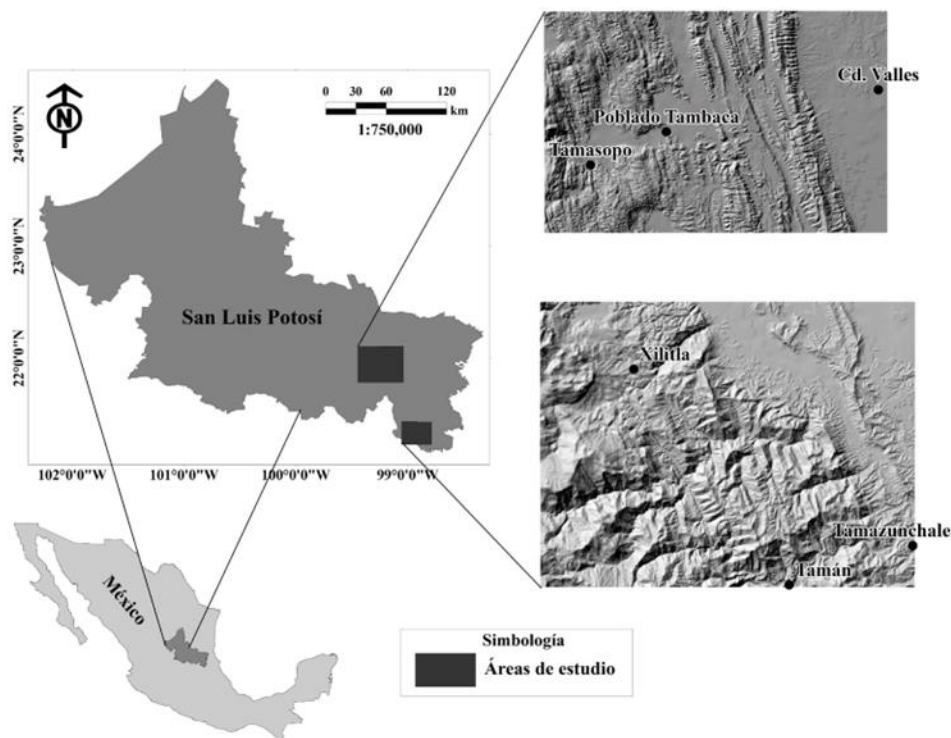 N
0 30 60 120
km
1:750,000
24°0'0"N
23°0'0"N
22°0'0"N
San Luis Potosí
102°0'0"W 101°0'0"W 100°0'0"W 99°0'0"W
México
Cd. Valles
Poblado Tambaca
Tamasopo
Xilitla
Tamazunchale
Tamán
Simbología
Áreas de estudio